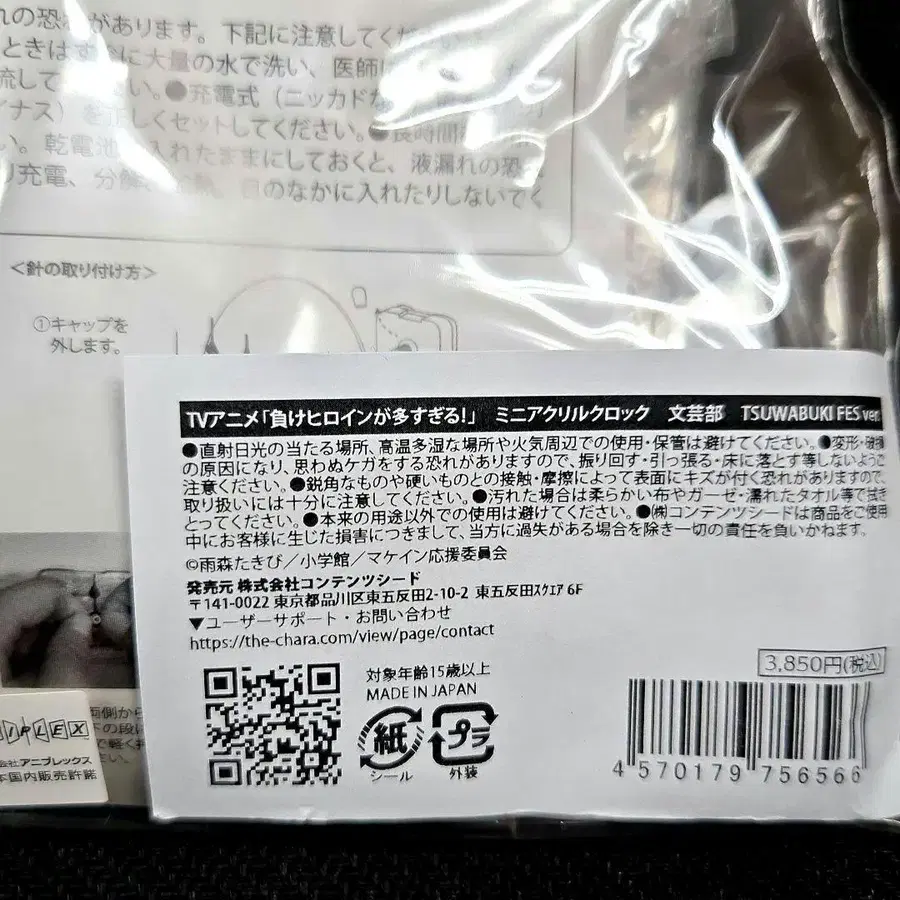 れの恐れがあります。下記に注意してくだ
ときはすぐに大量の水で洗い、医師に
流して
さい。●充電式（ニッカドな
イナス）を正しくセットしてください。●長時間
い。乾電池 入れたままにしておくと、液漏れの恐
り充電、分解、 火のなかに入れたりしないでく
＜針の取り付け方＞
①キャップを
外します。
TVアニメ「負けヒロインが多すぎる!」 ミニアクリルクロック 文芸部 TSUWABUKI FES ver.
●直射日光の当たる場所、高温多湿な場所や火気周辺での使用・保管は避けてください。●変形・破損
の原因になり、思わぬケガをする恐れがありますので、振り回す・引っ張る・床に落とす等しないようご
注意ください。●鋭角なものや硬いものとの接触・摩擦によって表面にキズが付く恐れがありますので、
取り扱いには十分に注意してください。●汚れた場合は柔らかい布やガーゼ・濡れたタオル等で拭き
とってください。●本来の用途以外での使用は避けてください。●㈱コンテンツシードは商品をご使用
中にお客様に生じた損害につきまして、当方に過失がある場合を除き一切の責任を負いかねます。
©雨森たきび／小学館／マケイン応援委員会
発売元 株式会社コンテンツシード
〒141-0022 東京都品川区東五反田2-10-2 東五反田ｽｸｴｱ 6F
▼ユーザーサポート・お問い合わせ
https://the-chara.com/view/page/contact
3,850円(税込)
対象年齢15歳以上
MADE IN JAPAN
紙
シール
プラ
外装
4 570179 756566
NIPLEX
会社 アニプレックス
本国内販売許諾
両側から
下の段に
で軽く